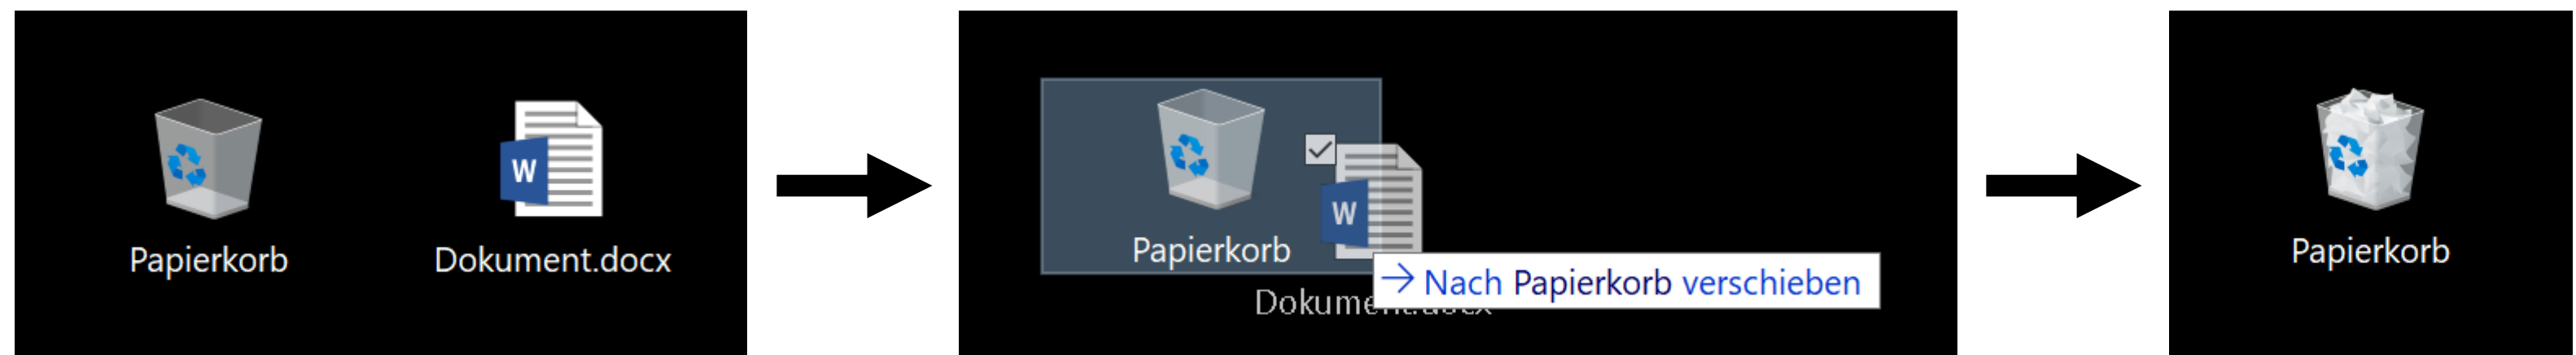 Papierkorb
W
Dokument.docx
Papierkorb
W
→ Nach Papierkorb verschieben
Papierkorb